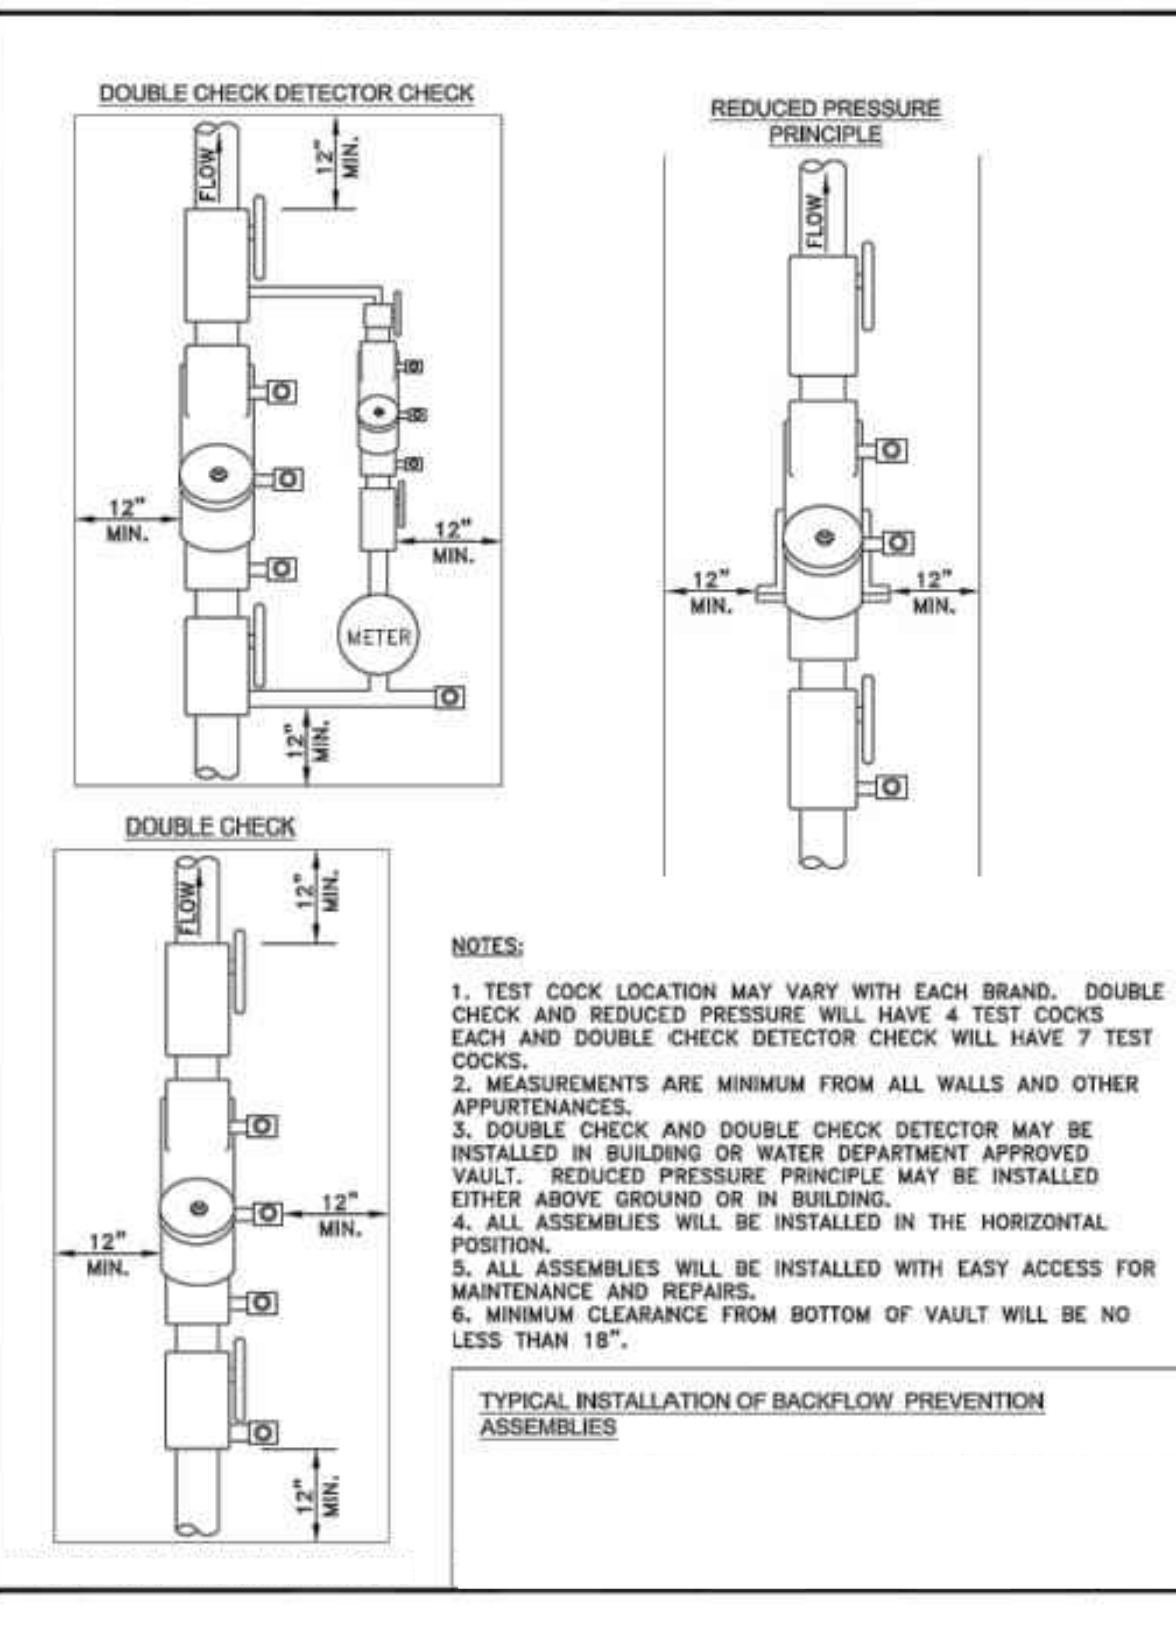 DOUBLE CHECK DETECTOR CHECK
FLOW
12"
MIN.
12"
MIN.
12"
MIN.
METER
12"
MIN.
REDUCED PRESSURE
PRINCIPLE
FLOW
12"
MIN.
12"
MIN.
DOUBLE CHECK
FLOW
12"
MIN.
12"
MIN.
12"
MIN.
12"
MIN.
NOTES:
1. TEST COCK LOCATION MAY VARY WITH EACH BRAND. DOUBLE
CHECK AND REDUCED PRESSURE WILL HAVE 4 TEST COCKS
EACH AND DOUBLE CHECK DETECTOR CHECK WILL HAVE 7 TEST
COCKS.
2. MEASUREMENTS ARE MINIMUM FROM ALL WALLS AND OTHER
APPURTENANCES.
3. DOUBLE CHECK AND DOUBLE CHECK DETECTOR MAY BE
INSTALLED IN BUILDING OR WATER DEPARTMENT APPROVED
VAULT. REDUCED PRESSURE PRINCIPLE MAY BE INSTALLED
EITHER ABOVE GROUND OR IN BUILDING.
4. ALL ASSEMBLIES WILL BE INSTALLED IN THE HORIZONTAL
POSITION.
5. ALL ASSEMBLIES WILL BE INSTALLED WITH EASY ACCESS FOR
MAINTENANCE AND REPAIRS.
6. MINIMUM CLEARANCE FROM BOTTOM OF VAULT WILL BE NO
LESS THAN 18".
TYPICAL INSTALLATION OF BACKFLOW PREVENTION
ASSEMBLIES